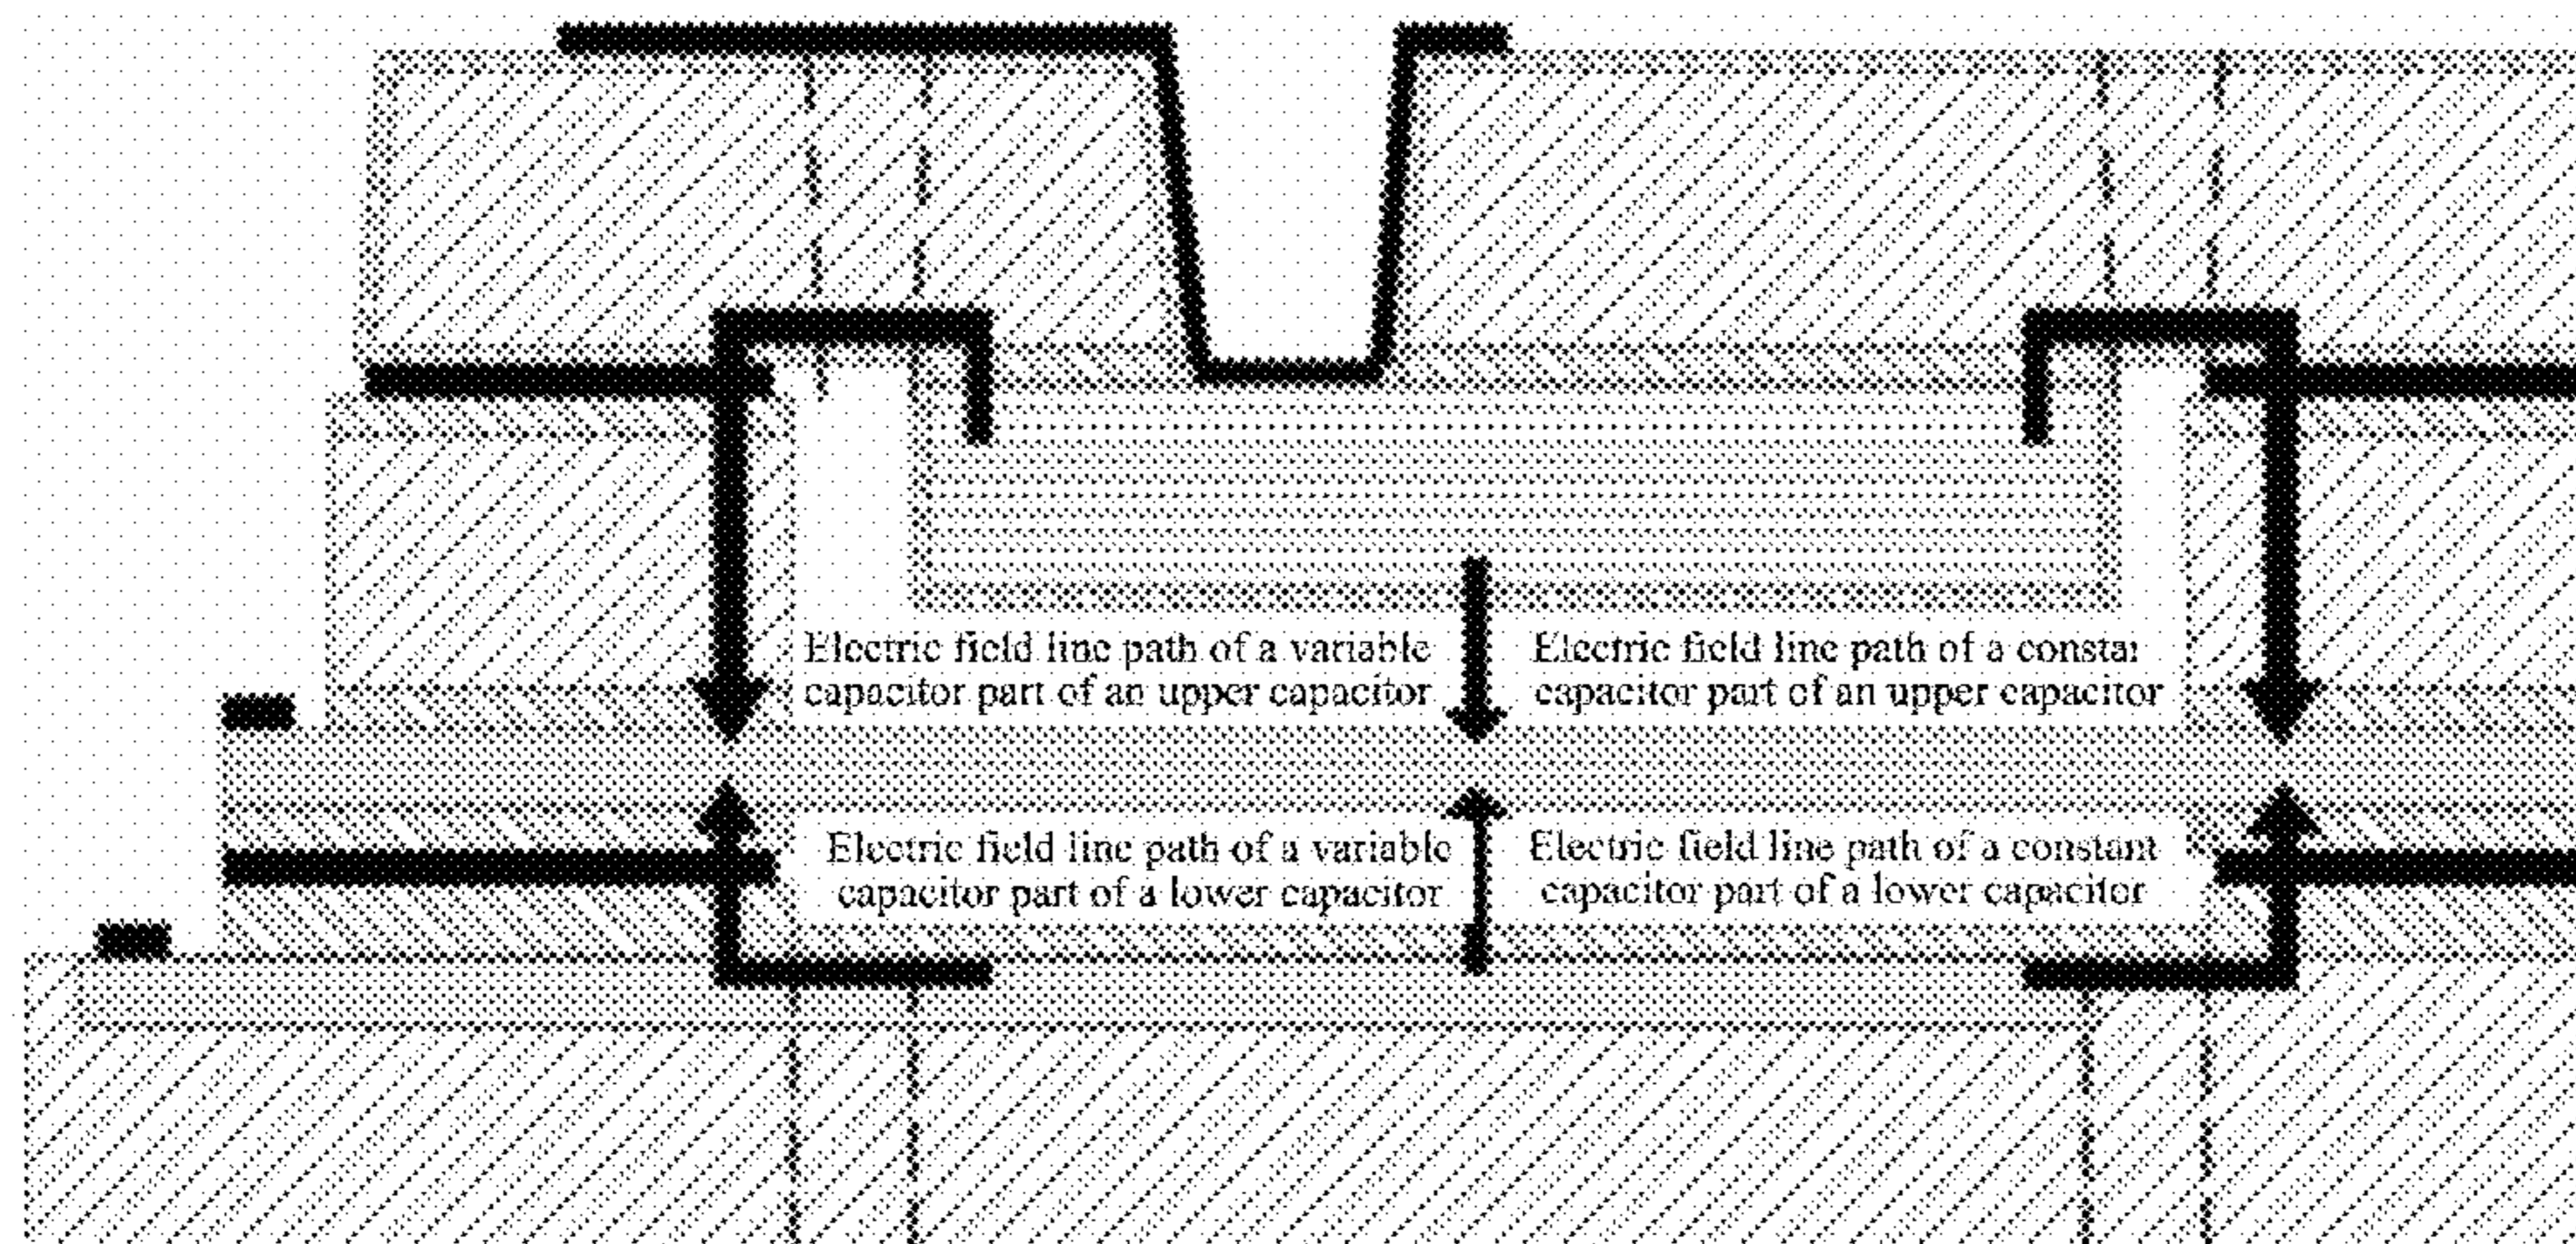 Electric field line path of a variable
capacitor part of an upper capacitor
Electric field line path of a constar
capacitor part of an upper capacitor
Electric field line path of a variable
capacitor part of a lower capacitor
Electric field line path of a constant
capacitor part of a lower capacitor